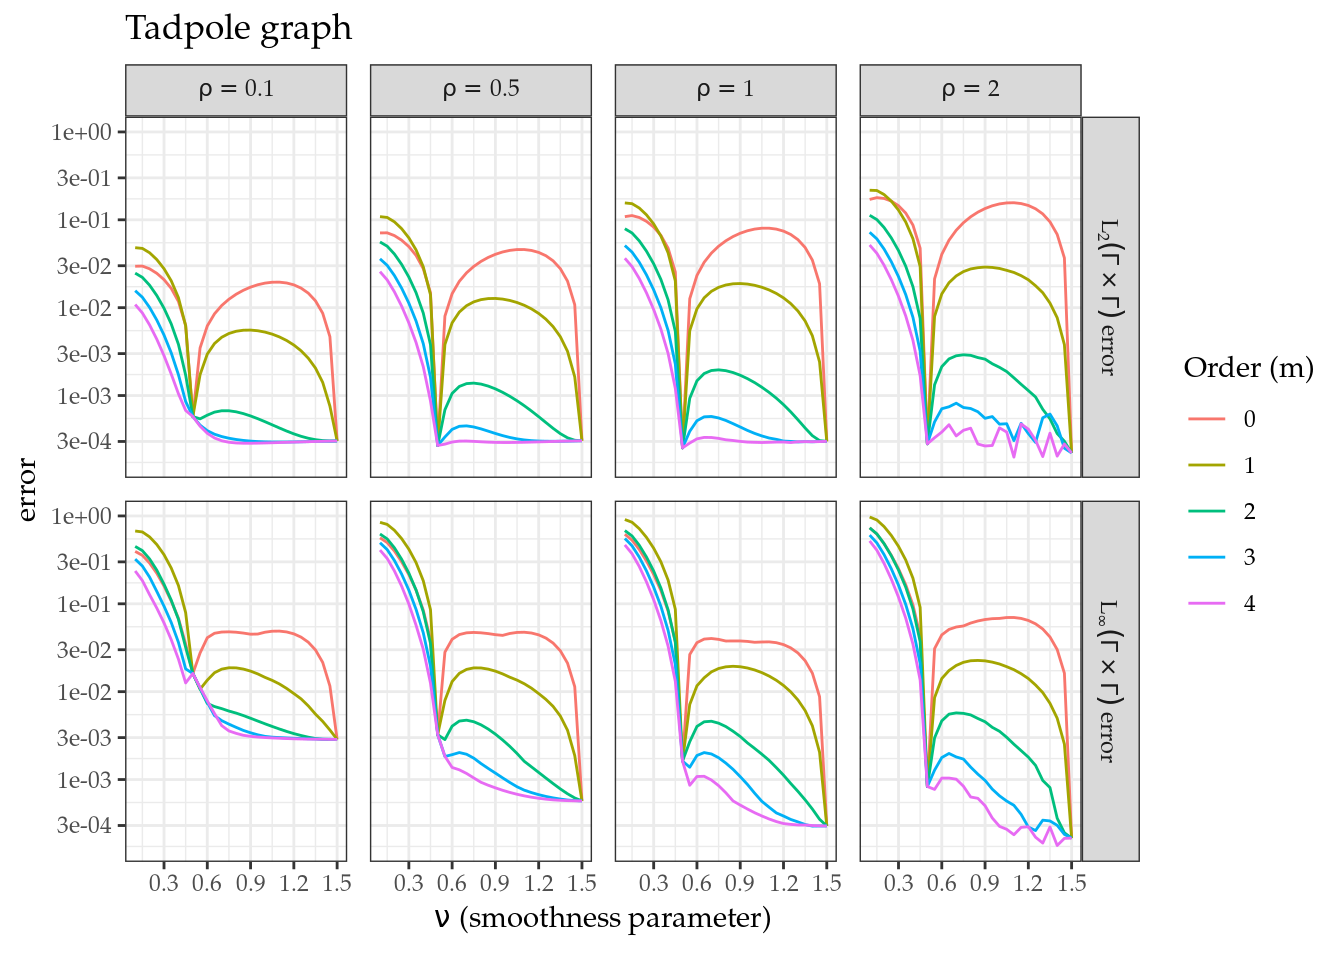 Tadpole graph
ρ = 0.1
ρ = 0.5
ρ = 1
ρ = 2
1e+00
3e-01
1e-01
3e-02
1e-02
3e-03
1e-03
3e-04
L₂(Γ × Γ) error
1e+00
3e-01
1e-01
3e-02
1e-02
3e-03
1e-03
3e-04
L∞(Γ × Γ) error
error
0.3 0.6 0.9 1.2 1.5
0.3 0.6 0.9 1.2 1.5
0.3 0.6 0.9 1.2 1.5
0.3 0.6 0.9 1.2 1.5
ν (smoothness parameter)
Order (m)
0
1
2
3
4